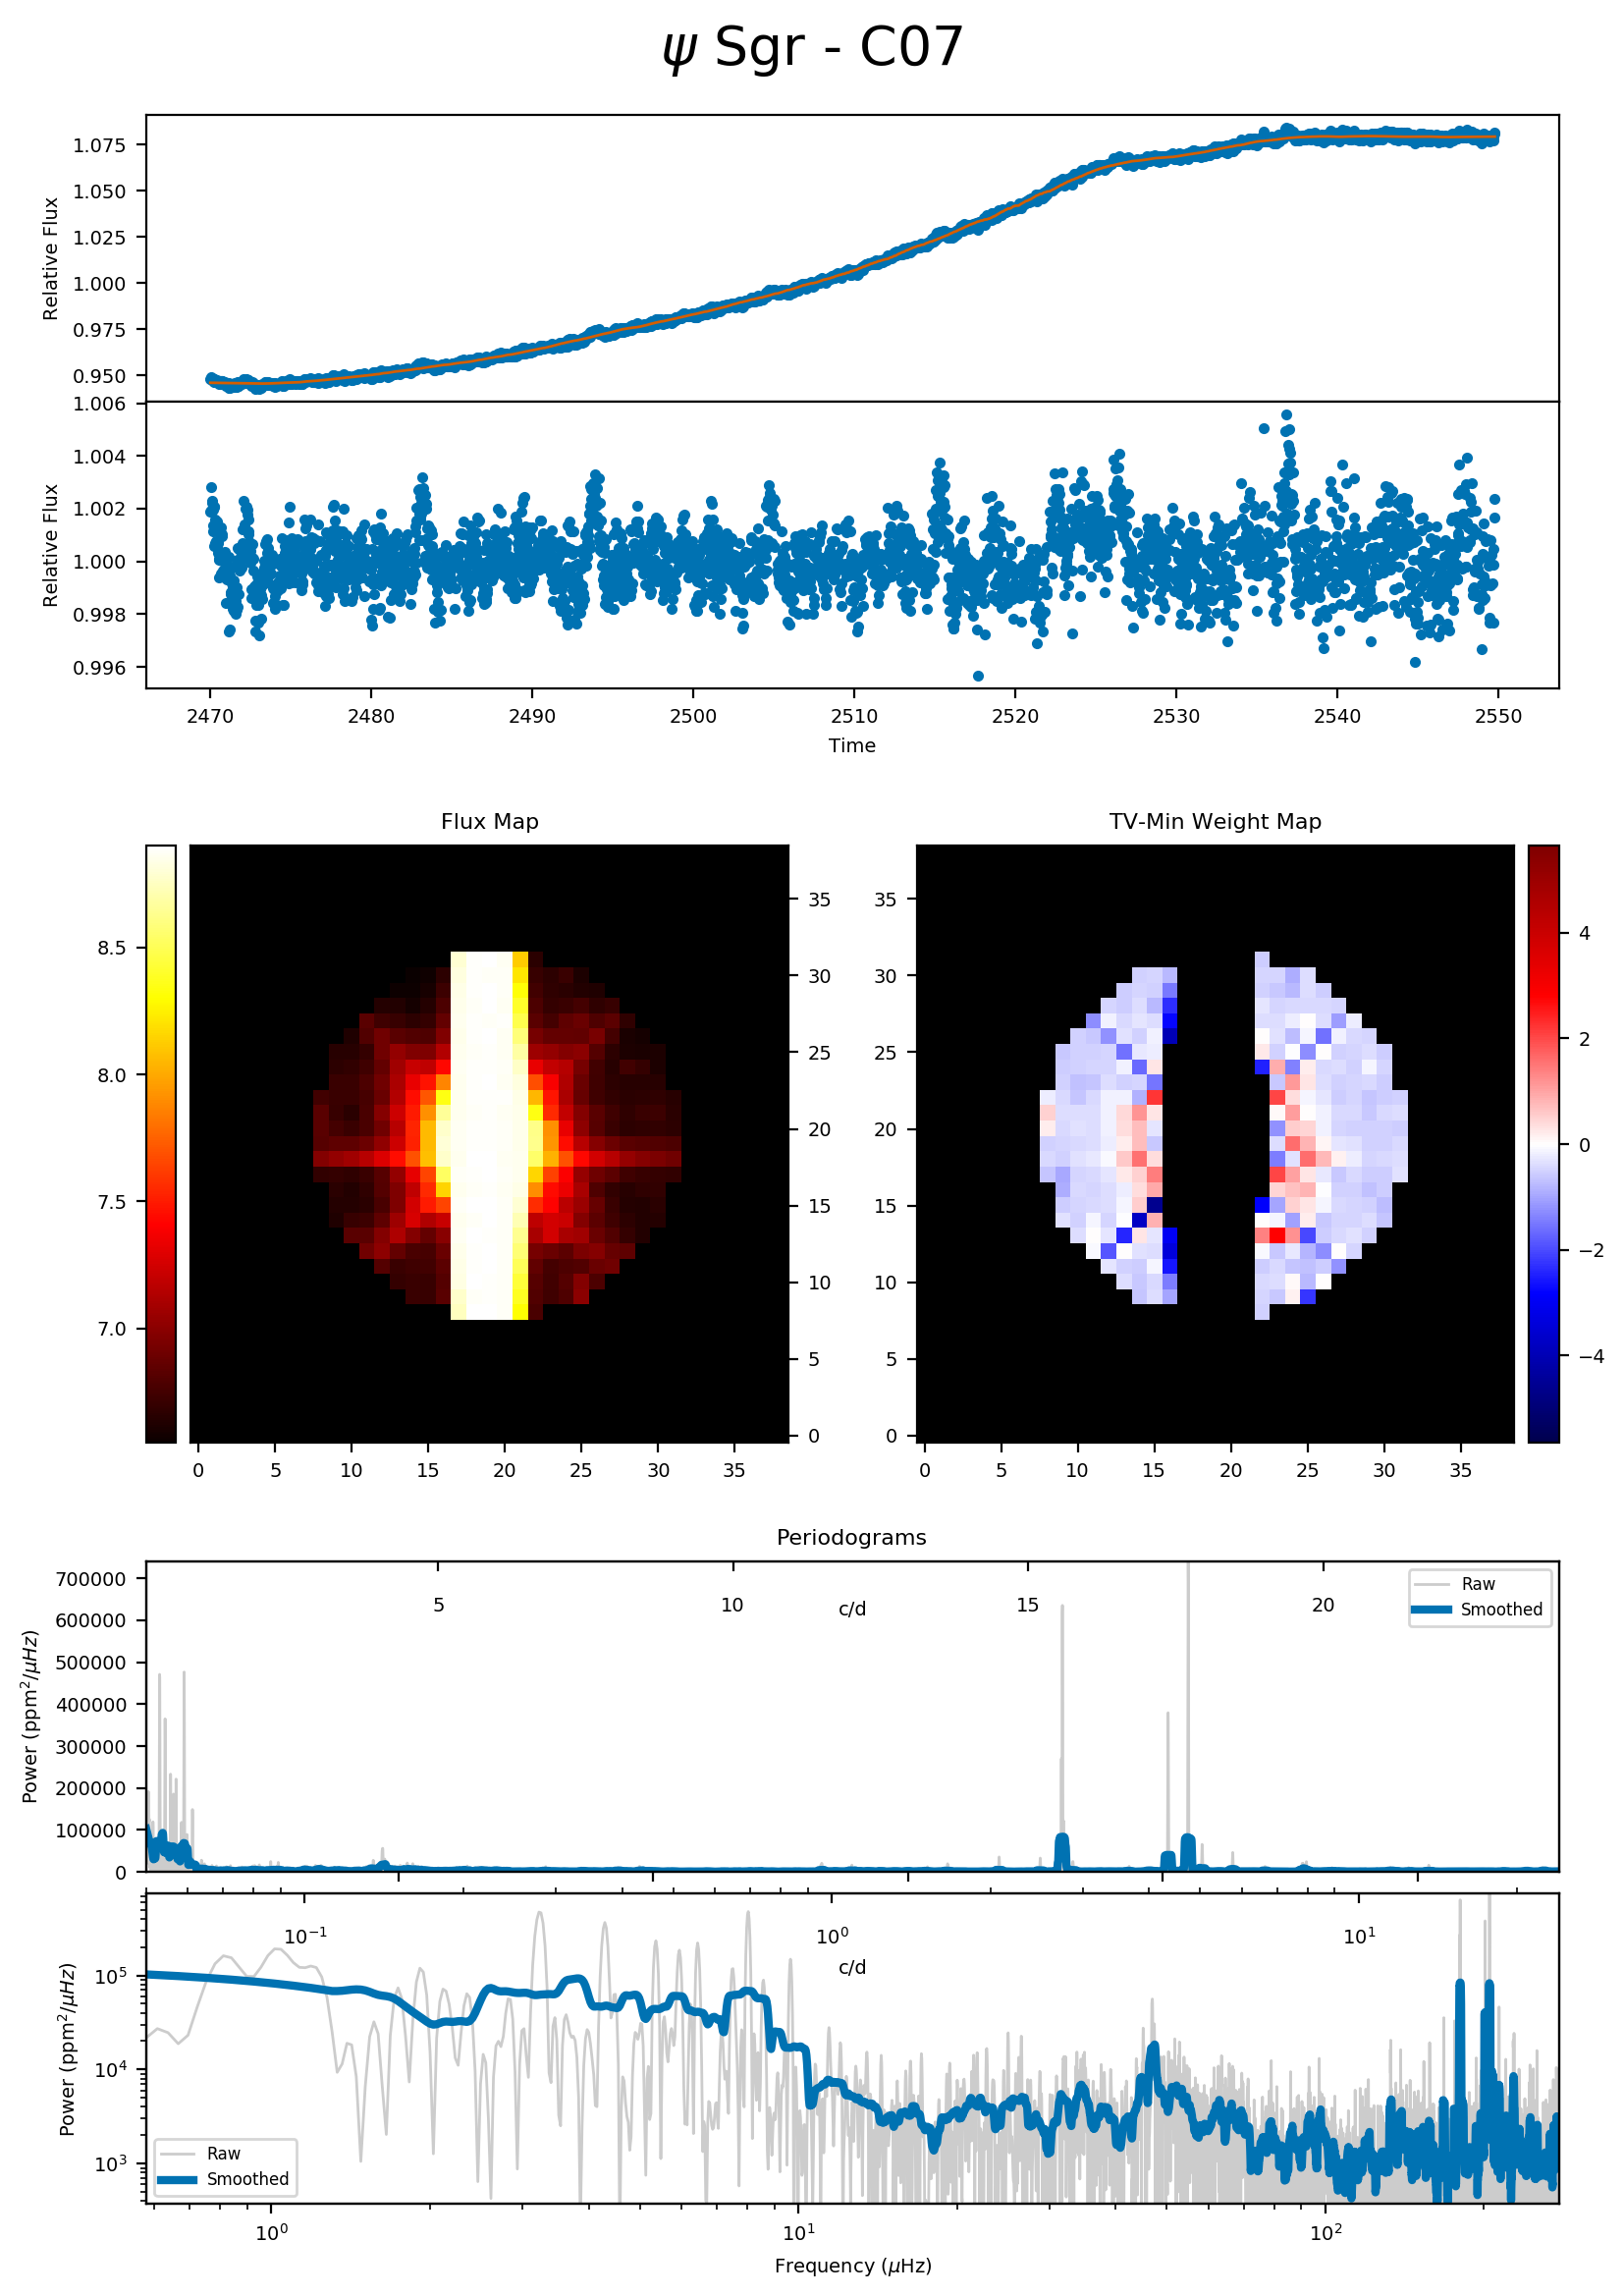 ψ Sgr - C07
1.075
1.050
1.025
1.000
0.975
0.950
Relative Flux
1.006
1.004
1.002
1.000
0.998
0.996
Relative Flux
2470 2480 2490 2500 2510 2520 2530 2540 2550
Time
Flux Map
TV-Min Weight Map
8.5
8.0
7.5
7.0
35
30
25
20
15
10
5
0
0 5 10 15 20 25 30 35
35
30
25
20
15
10
5
0
0 5 10 15 20 25 30 35
4
2
0
−2
−4
Periodograms
700000
600000
500000
400000
300000
200000
100000
0
Power (ppm²/μHz)
5 10 15 20
c/d
Raw
Smoothed
10⁻¹ 10⁰ 10¹
c/d
10⁵
10⁴
10³
Power (ppm²/μHz)
Raw
Smoothed
10⁰ 10¹ 10²
Frequency (μHz)